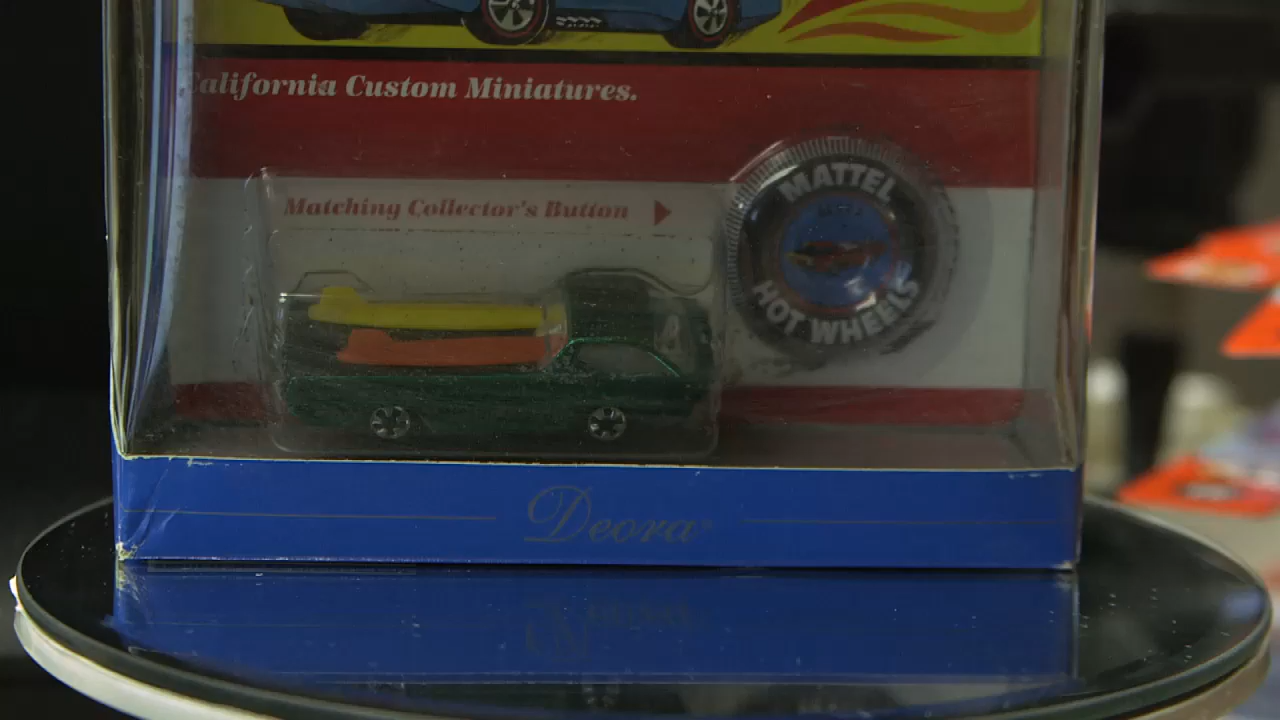 California Custom Miniatures.
Matching Collector's Button
MATTEL
HOT WHEELS
Deora